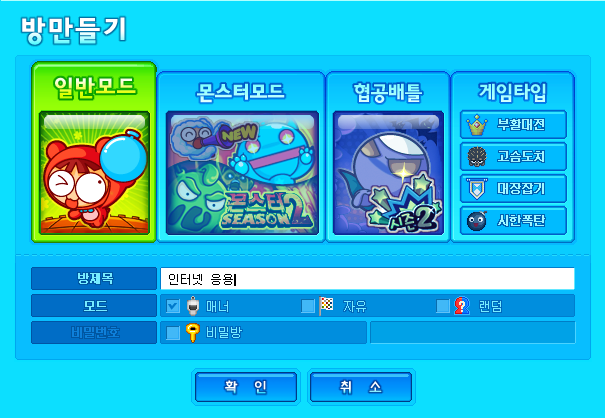 방만들기
일반모드
몬스터모드
협공배틀
게임타입
NEW
몬스터
SEASON2
시즌2
부활대전
고슴도치
대장잡기
시한폭탄
방제목
인터넷 응용
모드
매너
자유
랜덤
비밀번호
비밀방
확 인
취 소